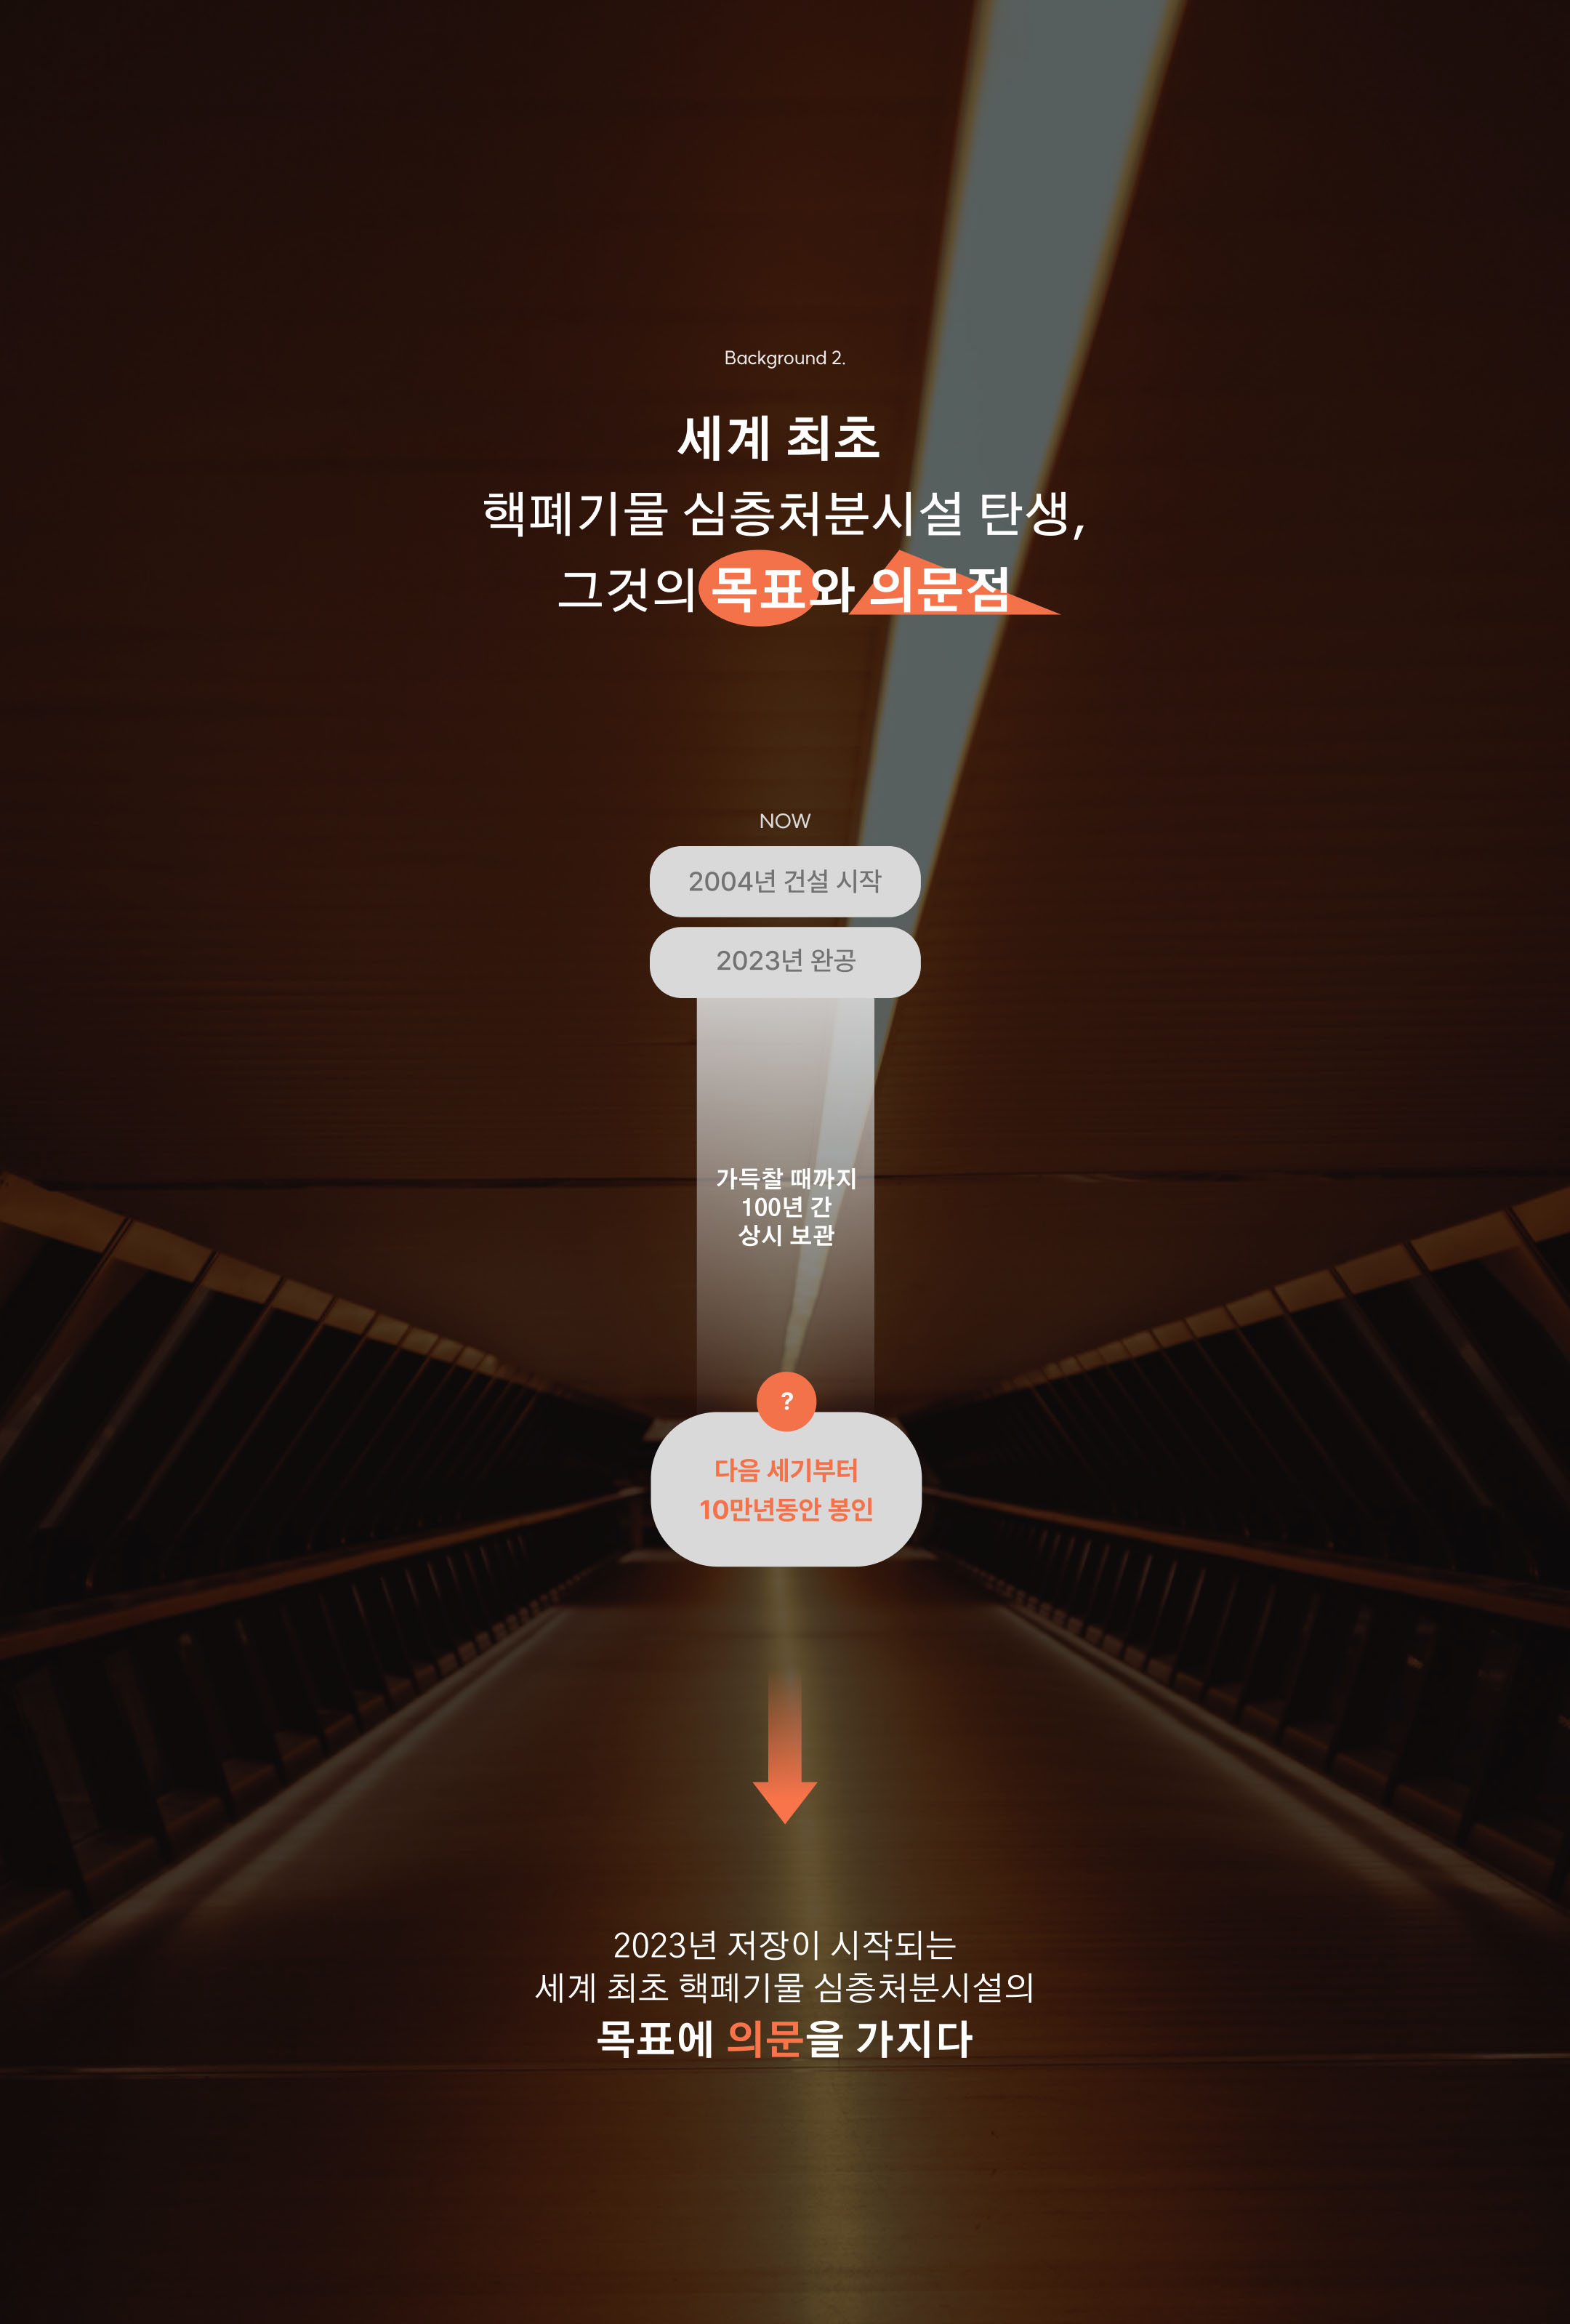 Background 2.
세계 최초
핵폐기물 심층처분시설 탄생,
그것의 목표와 의문점
NOW
2004년 건설 시작
2023년 완공
가득찰 때까지
100년 간
상시 보관
?
다음 세기부터
10만년동안 봉인
2023년 저장이 시작되는
세계 최초 핵폐기물 심층처분시설의
목표에 의문을 가지다